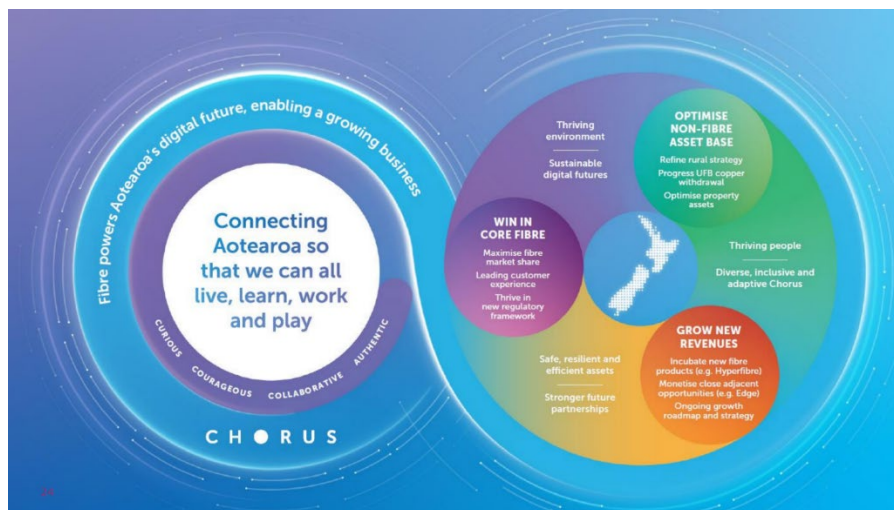 Fibre powers Aotearoa's digital future, enabling a growing business
Connecting
Aotearoa so
that we can all
live, learn, work
and play
CURIOUS COURAGEOUS COLLABORATIVE AUTHENTIC
CHORUS
Thriving
environment
Sustainable
digital futures
OPTIMISE
NON-FIBRE
ASSET BASE
Refine rural strategy
Progress UFB copper
withdrawal
Optimise property
assets
WIN IN
CORE FIBRE
Maximise fibre
market share
Leading customer
experience
Thrive in
new regulatory
framework
Thriving people
Diverse, inclusive and
adaptive Chorus
Safe, resilient and
efficient assets
Stronger future
partnerships
GROW NEW
REVENUES
Incubate new fibre
products (e.g. Hyperfibre)
Monetise close adjacent
opportunities (e.g. Edge)
Ongoing growth
roadmap and strategy